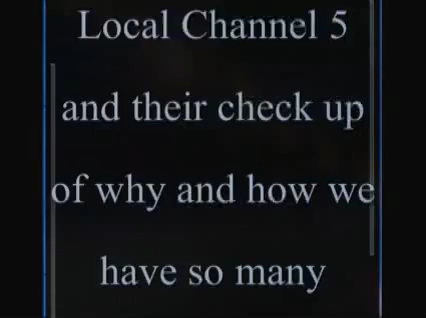 Local Channel 5
and their check up
of why and how we
have so many